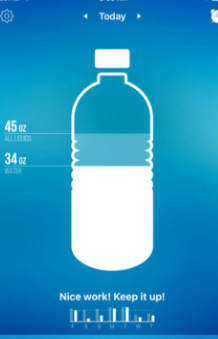 Today
45 oz
ALL LIQUIDS
34 oz
WATER
Nice work! Keep it up!
F S S M T W T